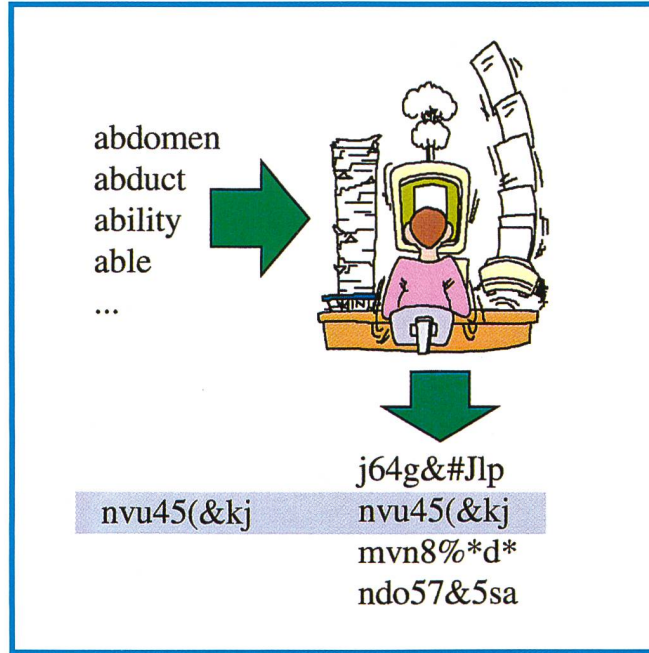 abdomen
abduct
ability
able
...
j64g&#Jlp
nvu45(&kj nvu45(&kj
mvn8%*d*
ndo57&5sa